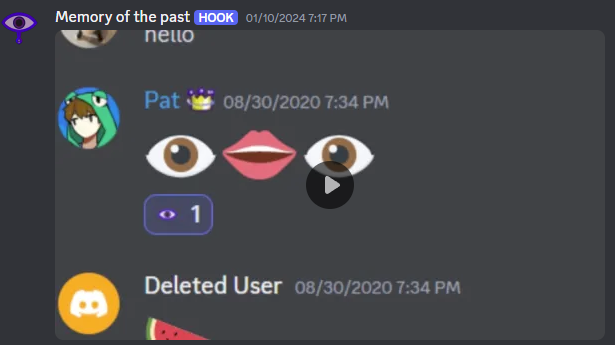 Memory of the past HOOK 01/10/2024 7:17 PM
hello
Pat 08/30/2020 7:34 PM
1
Deleted User 08/30/2020 7:34 PM